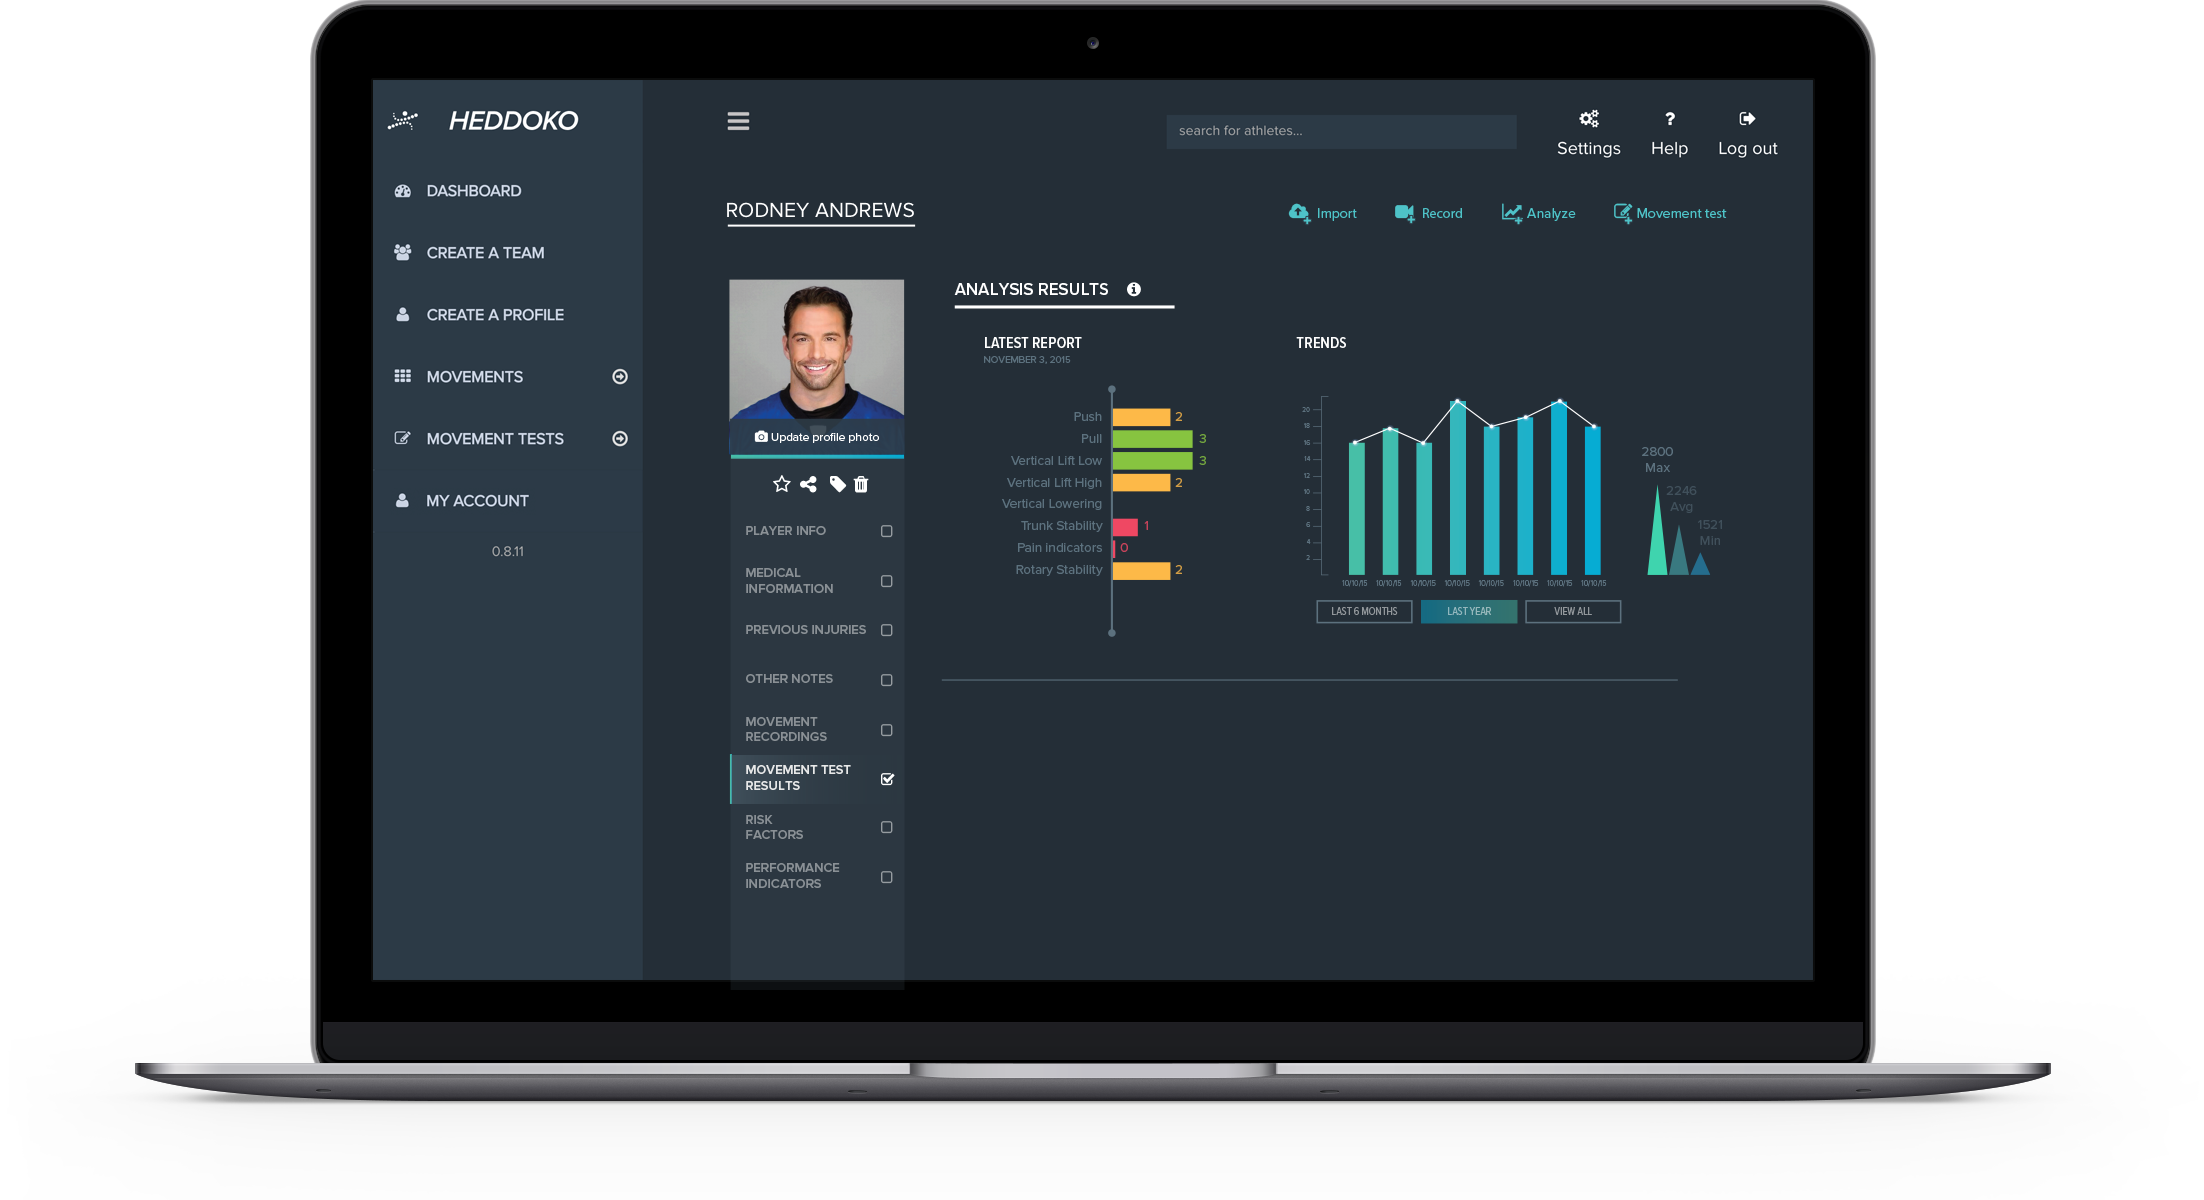 HEDDOKO
search for athletes...
Settings
Help
Log out
DASHBOARD
CREATE A TEAM
CREATE A PROFILE
MOVEMENTS
MOVEMENT TESTS
MY ACCOUNT
0.8.11
RODNEY ANDREWS
Import
Record
Analyze
Movement test
Update profile photo
PLAYER INFO
MEDICAL
INFORMATION
PREVIOUS INJURIES
OTHER NOTES
MOVEMENT
RECORDINGS
MOVEMENT TEST
RESULTS
RISK
FACTORS
PERFORMANCE
INDICATORS
ANALYSIS RESULTS
LATEST REPORT
NOVEMBER 3, 2015
Push 2
Pull 3
Vertical Lift Low 3
Vertical Lift High 2
Vertical Lowering
Trunk Stability 1
Pain indicators 0
Rotary Stability 2
TRENDS
20
18
16
14
12
10
8
6
4
2
10/10/15 10/10/15 10/10/15 10/10/15 10/10/15 10/10/15 10/10/15 10/10/15
LAST 6 MONTHS
LAST YEAR
VIEW ALL
2800
Max
2246
Avg
1521
Min